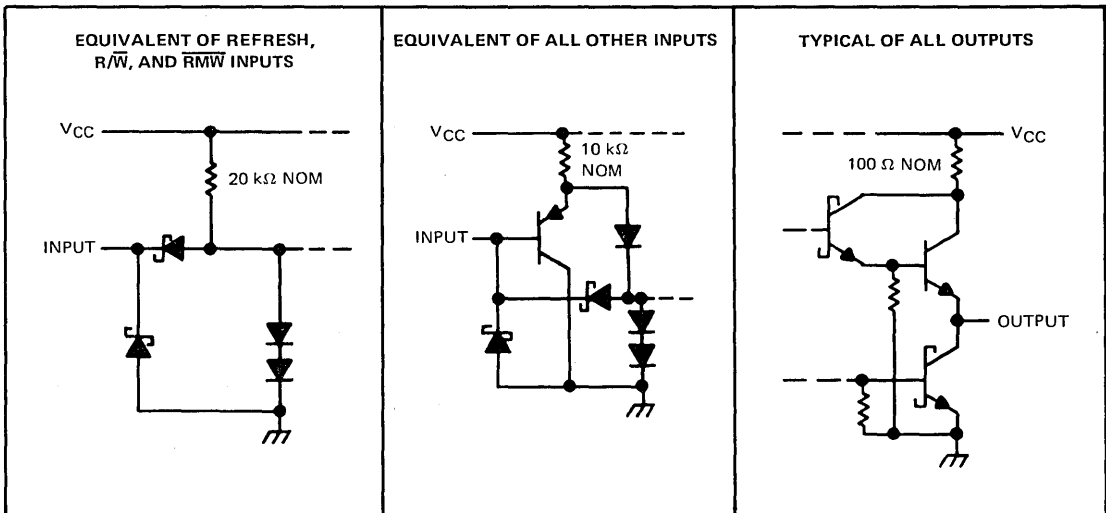 EQUIVALENT OF REFRESH,
R/W̅, AND R̅M̅W̅ INPUTS
VCC
20 kΩ NOM
INPUT
EQUIVALENT OF ALL OTHER INPUTS
VCC
10 kΩ
NOM
INPUT
TYPICAL OF ALL OUTPUTS
VCC
100 Ω NOM
OUTPUT